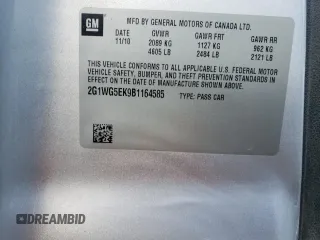 GM
MFD BY GENERAL MOTORS OF CANADA LTD.
DATE GVWR GAWR FRT GAWR RR
11/10 2089 KG 1127 KG 962 KG
4605 LB 2484 LB 2121 LB
THIS VEHICLE CONFORMS TO ALL APPLICABLE U.S. FEDERAL
VEHICLE SAFETY, BUMPER, AND THEFT PREVENTION STANDARDS IN
EFFECT ON THE DATE OF MANUFACTURE SHOWN ABOVE.
2G1WG5EK9B1164585 TYPE: PASS CAR
DREAMBID